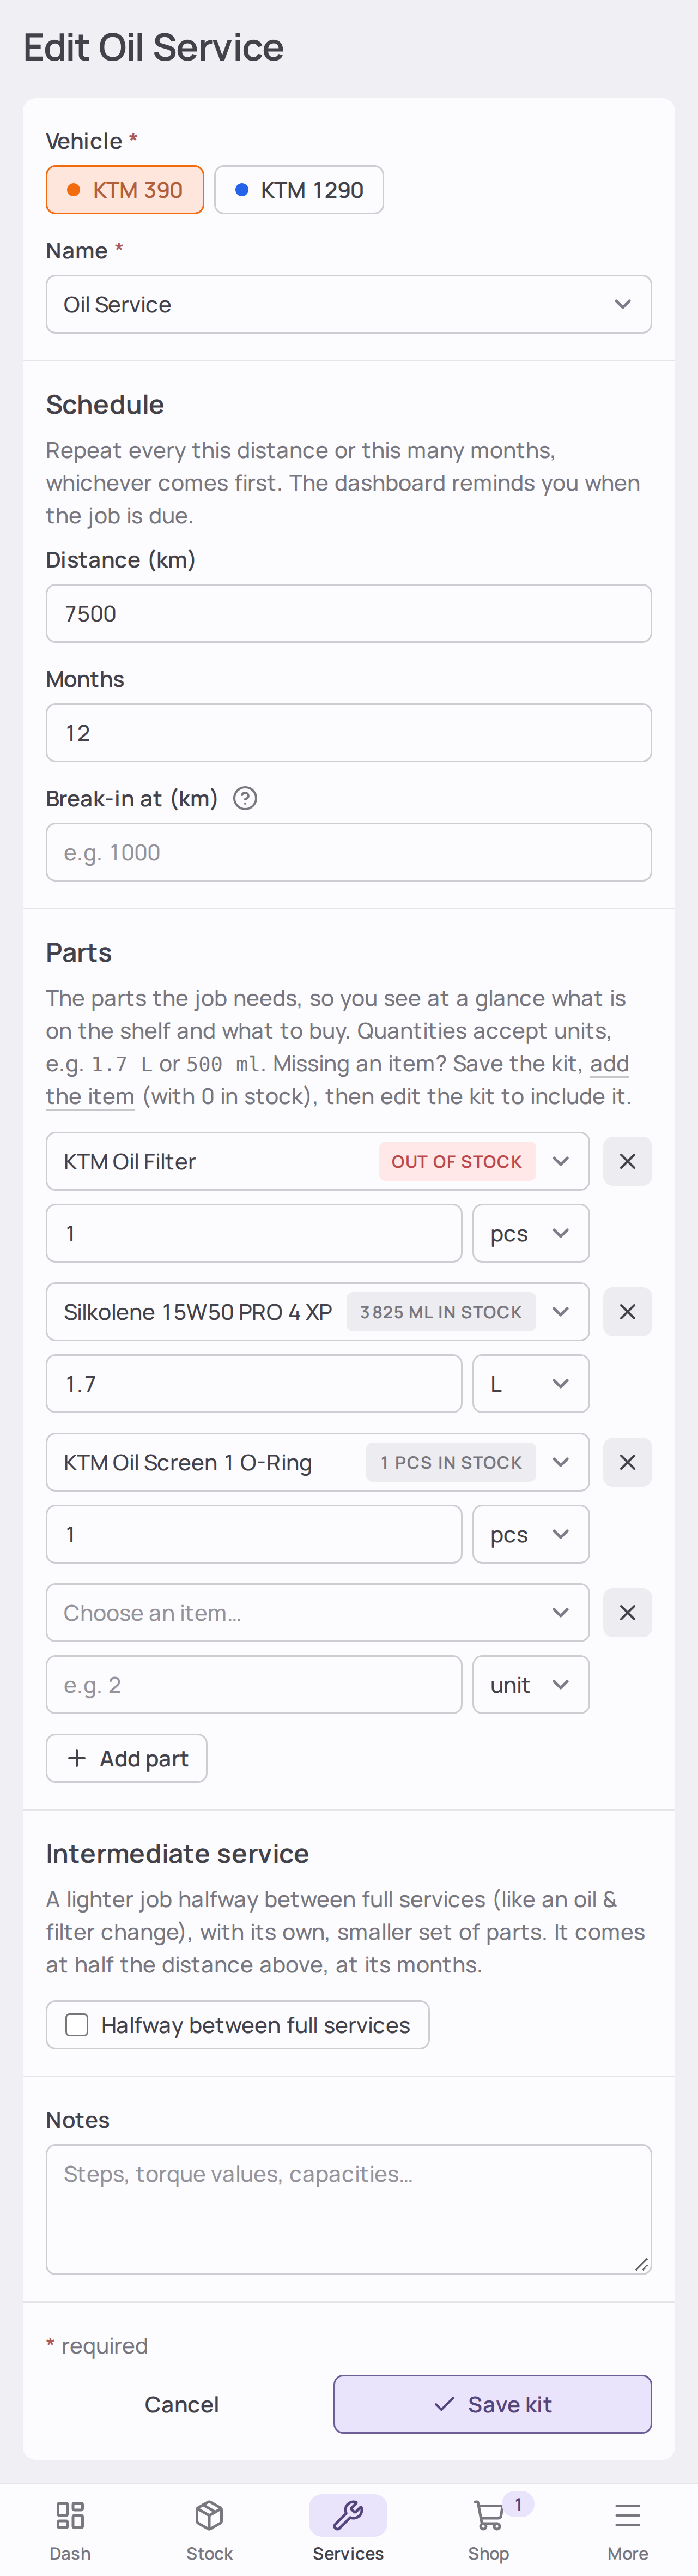 Edit Oil Service
Vehicle *
KTM 390
KTM 1290
Name *
Oil Service
Schedule
Repeat every this distance or this many months,
whichever comes first. The dashboard reminds you when
the job is due.
Distance (km)
7500
Months
12
Break-in at (km)
e.g. 1000
Parts
The parts the job needs, so you see at a glance what is
on the shelf and what to buy. Quantities accept units,
e.g. 1.7 L or 500 ml. Missing an item? Save the kit, add
the item (with 0 in stock), then edit the kit to include it.
KTM Oil Filter OUT OF STOCK
1 pcs
Silkolene 15W50 PRO 4 XP 3 825 ML IN STOCK
1.7 L
KTM Oil Screen 1 O-Ring 1 PCS IN STOCK
1 pcs
Choose an item...
e.g. 2 unit
+ Add part
Intermediate service
A lighter job halfway between full services (like an oil &
filter change), with its own, smaller set of parts. It comes
at half the distance above, at its months.
Halfway between full services
Notes
Steps, torque values, capacities...
* required
Cancel
Save kit
1
Dash Stock Services Shop More